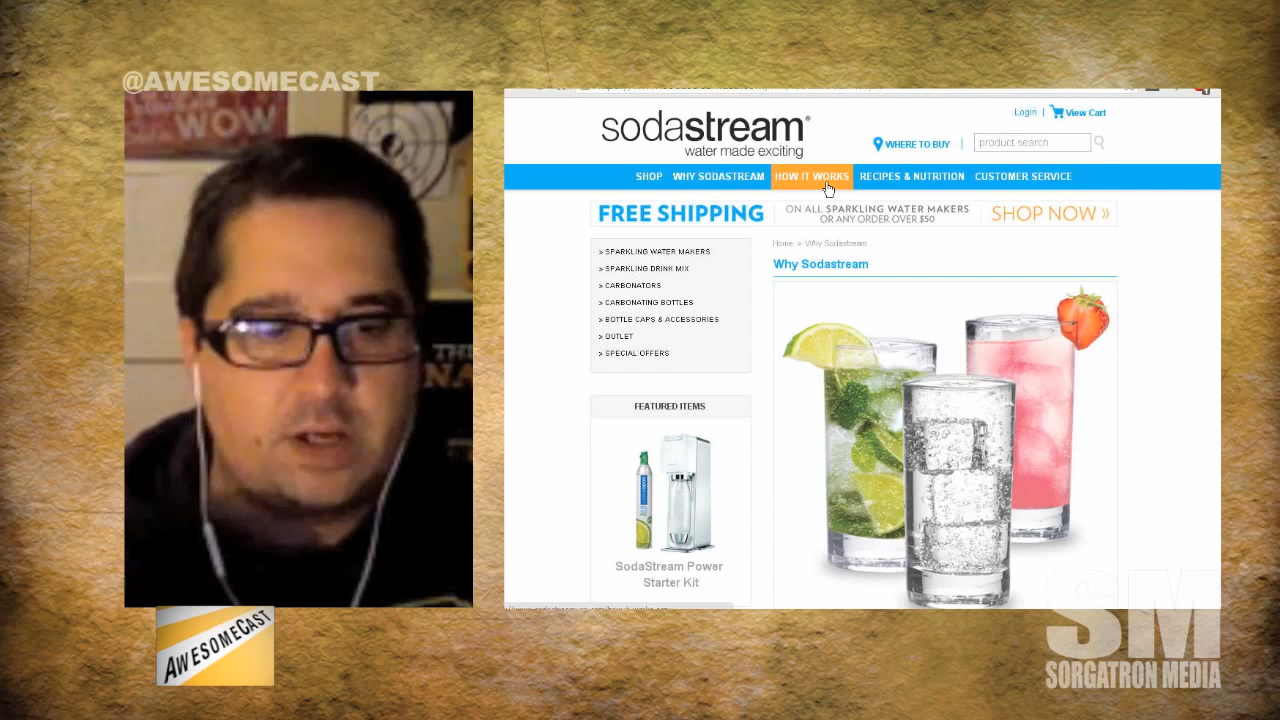 @AWESOMECAST
WOW
sodastream®
water made exciting
Login
View Cart
WHERE TO BUY
product search
SHOP WHY SODASTREAM HOW IT WORKS RECIPES & NUTRITION CUSTOMER SERVICE
FREE SHIPPING
ON ALL SPARKLING WATER MAKERS
OR ANY ORDER OVER $50
SHOP NOW »
» SPARKLING WATER MAKERS
» SPARKLING DRINK MIX
» CARBONATORS
» CARBONATING BOTTLES
» BOTTLE CAPS & ACCESSORIES
» OUTLET
» SPECIAL OFFERS
Home » Why Sodastream
Why Sodastream
FEATURED ITEMS
SodaStream Power
Starter Kit
AWESOMECAST
SM
SORGATRON MEDIA